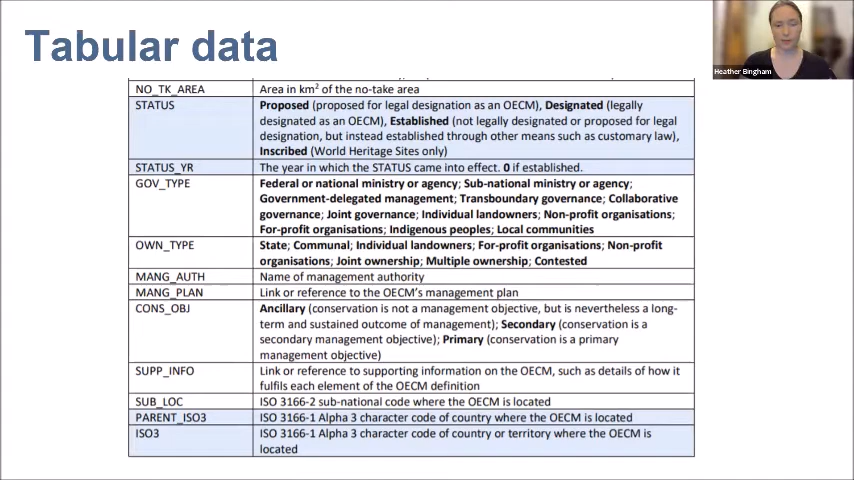 Tabular data
Heather Bingham
NO_TK_AREA
Area in km2 of the no-take area
STATUS
Proposed (proposed for legal designation as an OECM), Designated (legally
designated as an OECM), Established (not legally designated or proposed for legal
designation, but instead established through other means such as customary law),
Inscribed (World Heritage Sites only)
STATUS_YR
The year in which the STATUS came into effect. 0 if established.
GOV_TYPE
Federal or national ministry or agency; Sub-national ministry or agency;
Government-delegated management; Transboundary governance; Collaborative
governance; Joint governance; Individual landowners; Non-profit organisations;
For-profit organisations; Indigenous peoples; Local communities
OWN_TYPE
State; Communal; Individual landowners; For-profit organisations; Non-profit
organisations; Joint ownership; Multiple ownership; Contested
MANG_AUTH
Name of management authority
MANG_PLAN
Link or reference to the OECM's management plan
CONS_OBJ
Ancillary (conservation is not a management objective, but is nevertheless a long-
term and sustained outcome of management); Secondary (conservation is a
secondary management objective); Primary (conservation is a primary
management objective)
SUPP_INFO
Link or reference to supporting information on the OECM, such as details of how it
fulfils each element of the OECM definition
SUB_LOC
ISO 3166-2 sub-national code where the OECM is located
PARENT_ISO3
ISO 3166-1 Alpha 3 character code of country where the OECM is located
ISO3
ISO 3166-1 Alpha 3 character code of country or territory where the OECM is
located